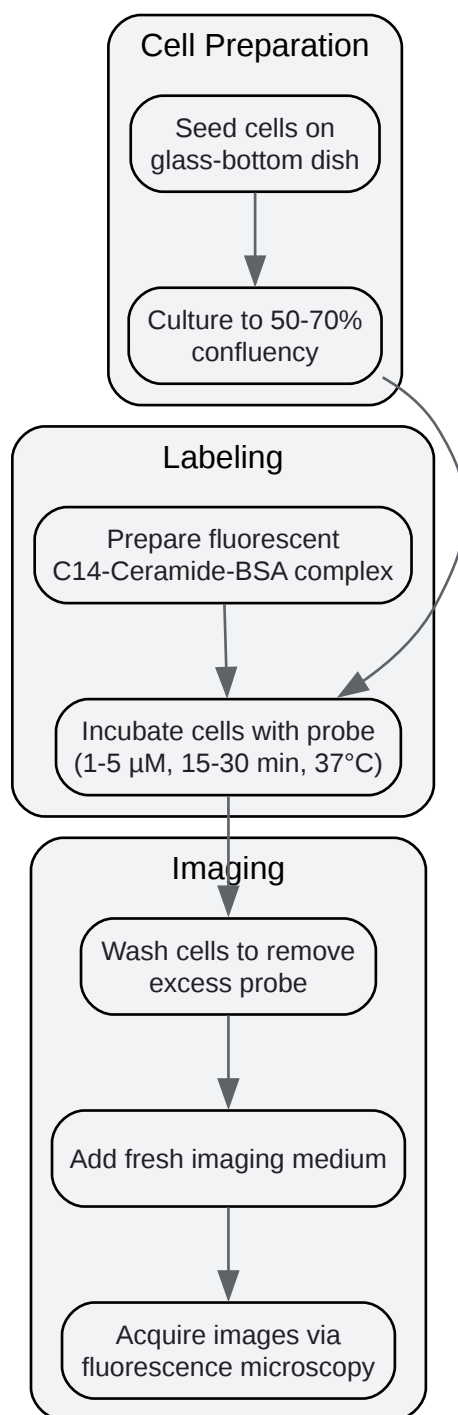 Cell Preparation
Seed cells on
glass-bottom dish
Culture to 50-70%
confluency
Labeling
Prepare fluorescent
C14-Ceramide-BSA complex
Incubate cells with probe
(1-5 µM, 15-30 min, 37°C)
Imaging
Wash cells to remove
excess probe
Add fresh imaging medium
Acquire images via
fluorescence microscopy